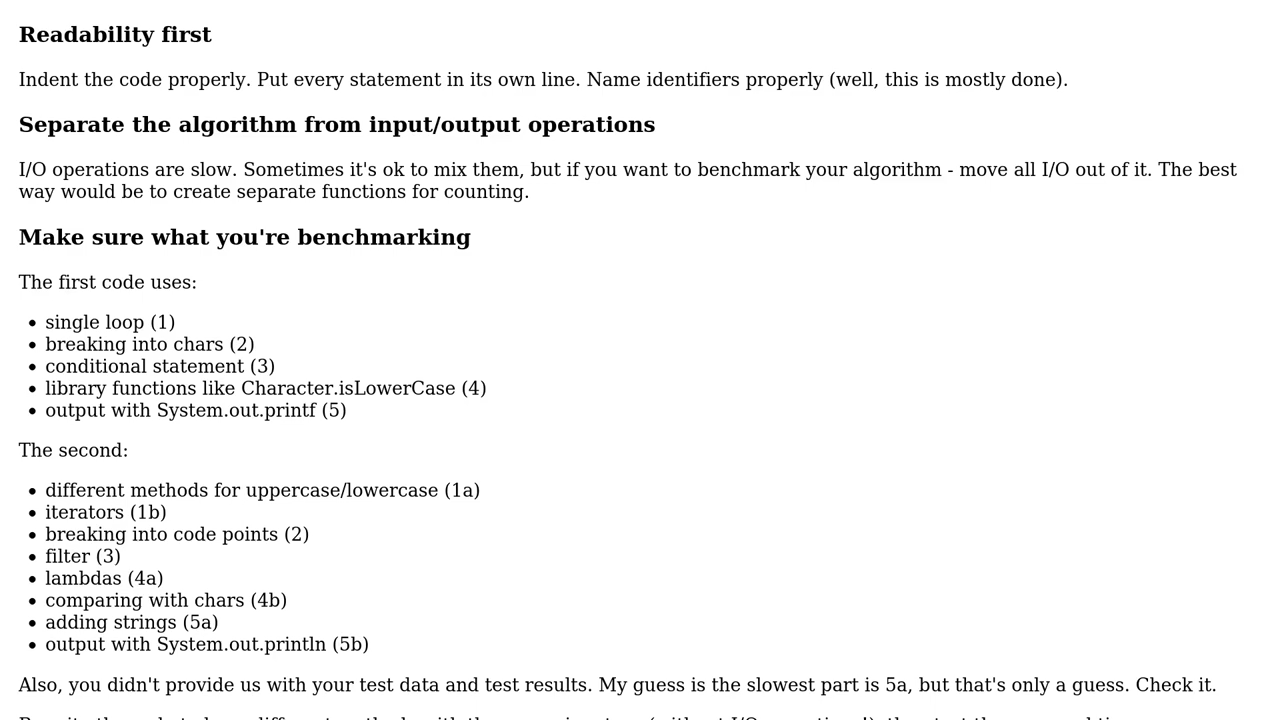 Readability first
Indent the code properly. Put every statement in its own line. Name identifiers properly (well, this is mostly done).
Separate the algorithm from input/output operations
I/O operations are slow. Sometimes it's ok to mix them, but if you want to benchmark your algorithm - move all I/O out of it. The best
way would be to create separate functions for counting.
Make sure what you're benchmarking
The first code uses:
• single loop (1)
• breaking into chars (2)
• conditional statement (3)
• library functions like Character.isLowerCase (4)
• output with System.out.printf (5)
The second:
• different methods for uppercase/lowercase (1a)
• iterators (1b)
• breaking into code points (2)
• filter (3)
• lambdas (4a)
• comparing with chars (4b)
• adding strings (5a)
• output with System.out.println (5b)
Also, you didn't provide us with your test data and test results. My guess is the slowest part is 5a, but that's only a guess. Check it.